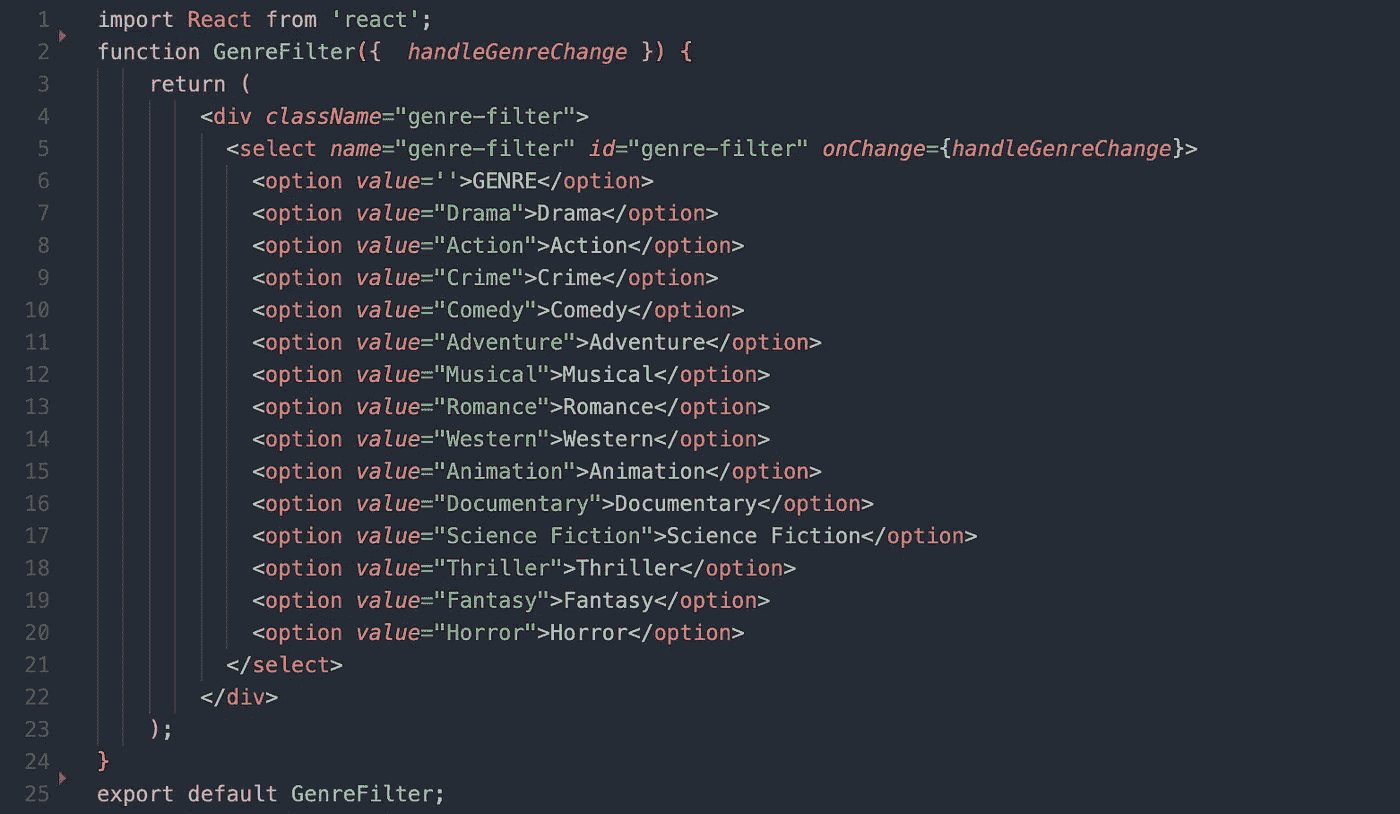 1 import React from 'react';
2 function GenreFilter({  handleGenreChange }) {
3     return (
4         <div className="genre-filter">
5           <select name="genre-filter" id="genre-filter" onChange={handleGenreChange}>
6             <option value=''>GENRE</option>
7             <option value="Drama">Drama</option>
8             <option value="Action">Action</option>
9             <option value="Crime">Crime</option>
10             <option value="Comedy">Comedy</option>
11             <option value="Adventure">Adventure</option>
12             <option value="Musical">Musical</option>
13             <option value="Romance">Romance</option>
14             <option value="Western">Western</option>
15             <option value="Animation">Animation</option>
16             <option value="Documentary">Documentary</option>
17             <option value="Science Fiction">Science Fiction</option>
18             <option value="Thriller">Thriller</option>
19             <option value="Fantasy">Fantasy</option>
20             <option value="Horror">Horror</option>
21           </select>
22         </div>
23     );
24 }
25 export default GenreFilter;